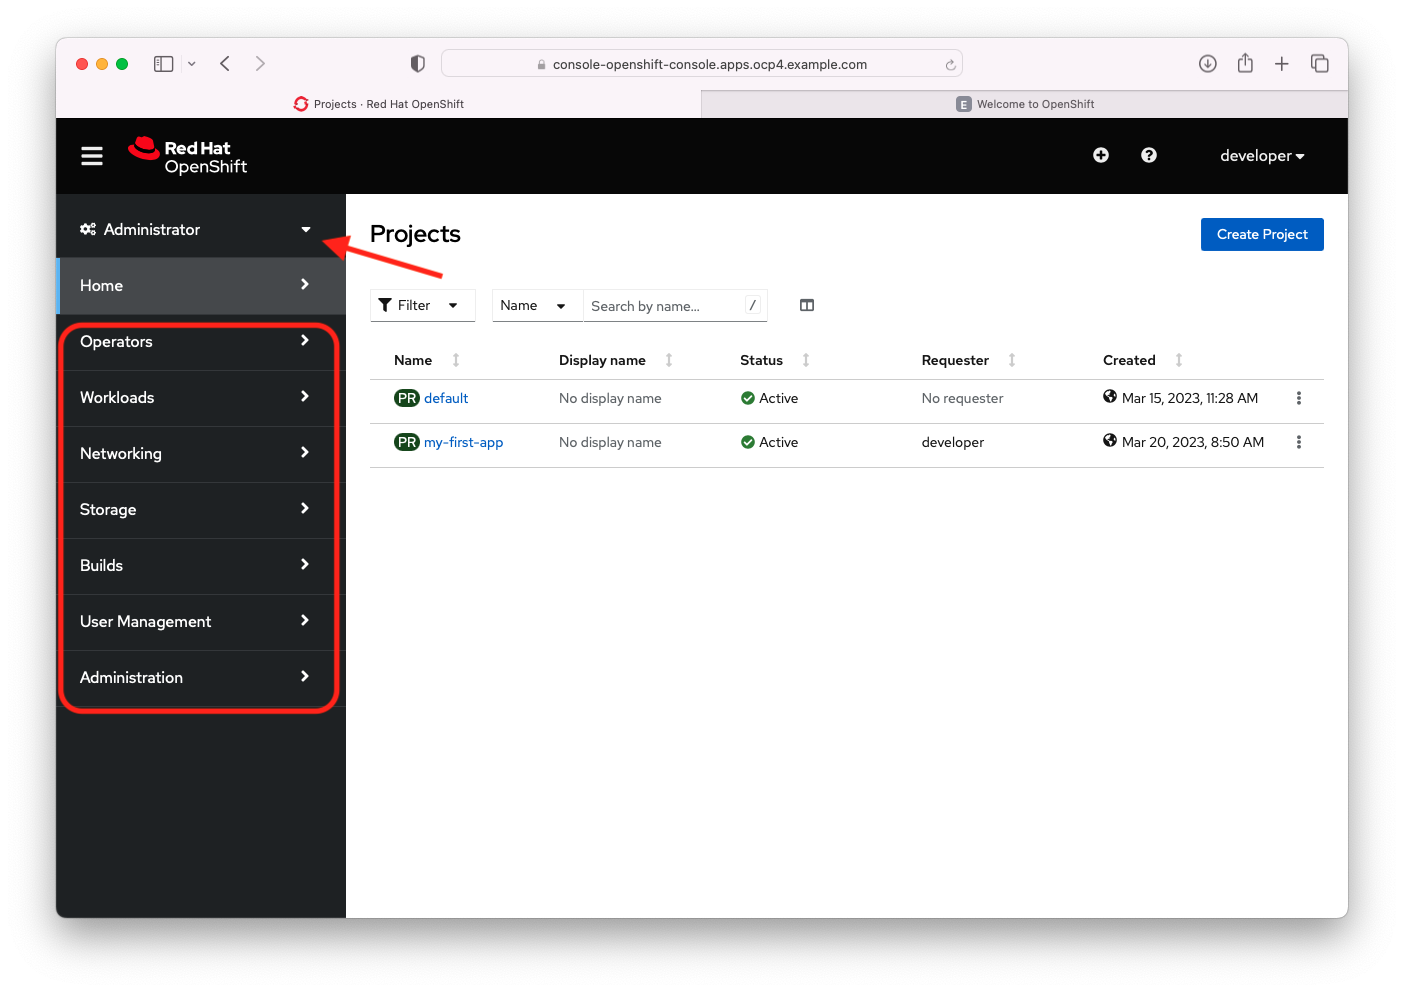 console-openshift-console.apps.ocp4.example.com
Projects · Red Hat OpenShift
E Welcome to OpenShift
Red Hat
OpenShift
developer
Administrator
Home
Operators
Workloads
Networking
Storage
Builds
User Management
Administration
Projects
Create Project
Filter Name Search by name... /
Name Display name Status Requester Created
PR default No display name Active No requester Mar 15, 2023, 11:28 AM
PR my-first-app No display name Active developer Mar 20, 2023, 8:50 AM